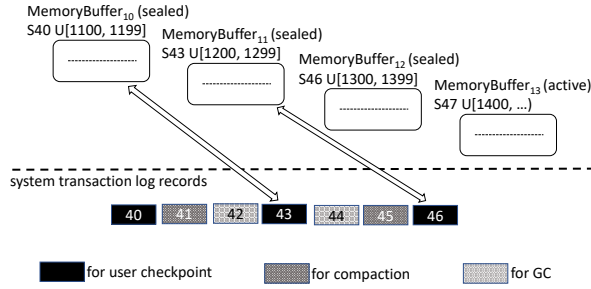 MemoryBuffer10 (sealed)
S40 U[1100, 1199]
MemoryBuffer11 (sealed)
S43 U[1200, 1299]
MemoryBuffer12 (sealed)
S46 U[1300, 1399]
MemoryBuffer13 (active)
S47 U[1400, …)
system transaction log records
40 41 42 43 44 45 46
for user checkpoint for compaction for GC